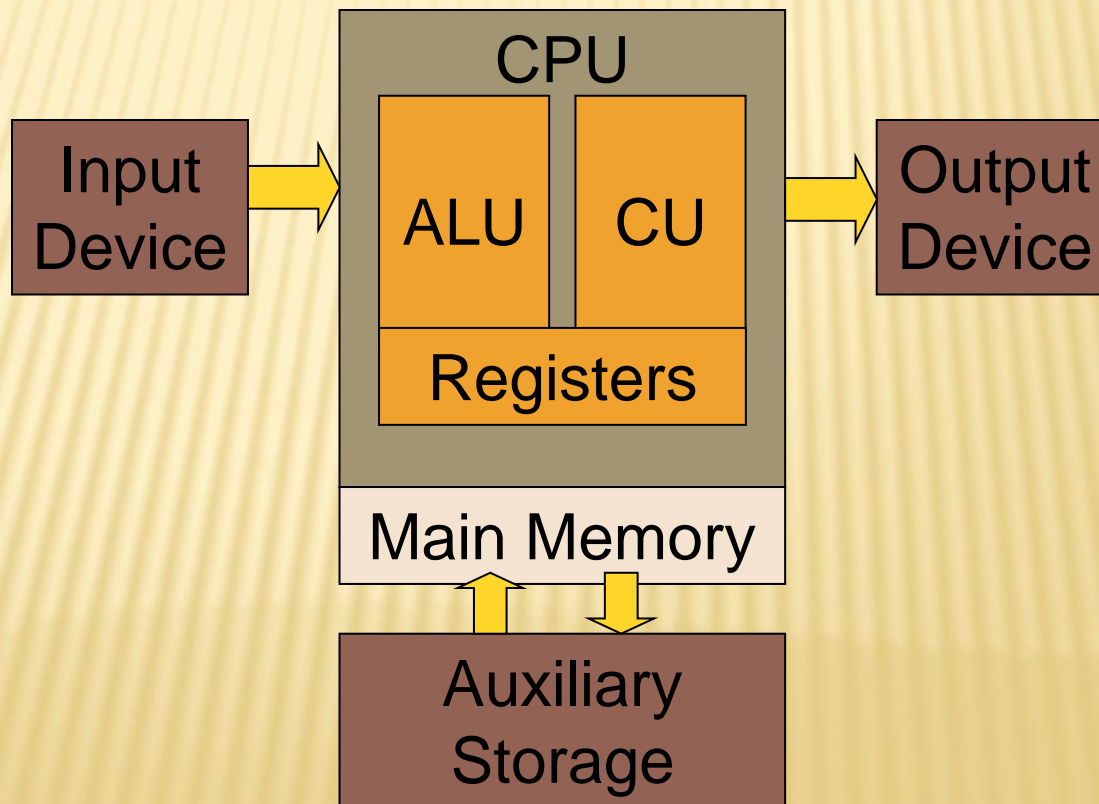 CPU
Input
Device
ALU
CU
Output
Device
Registers
Main Memory
Auxiliary
Storage